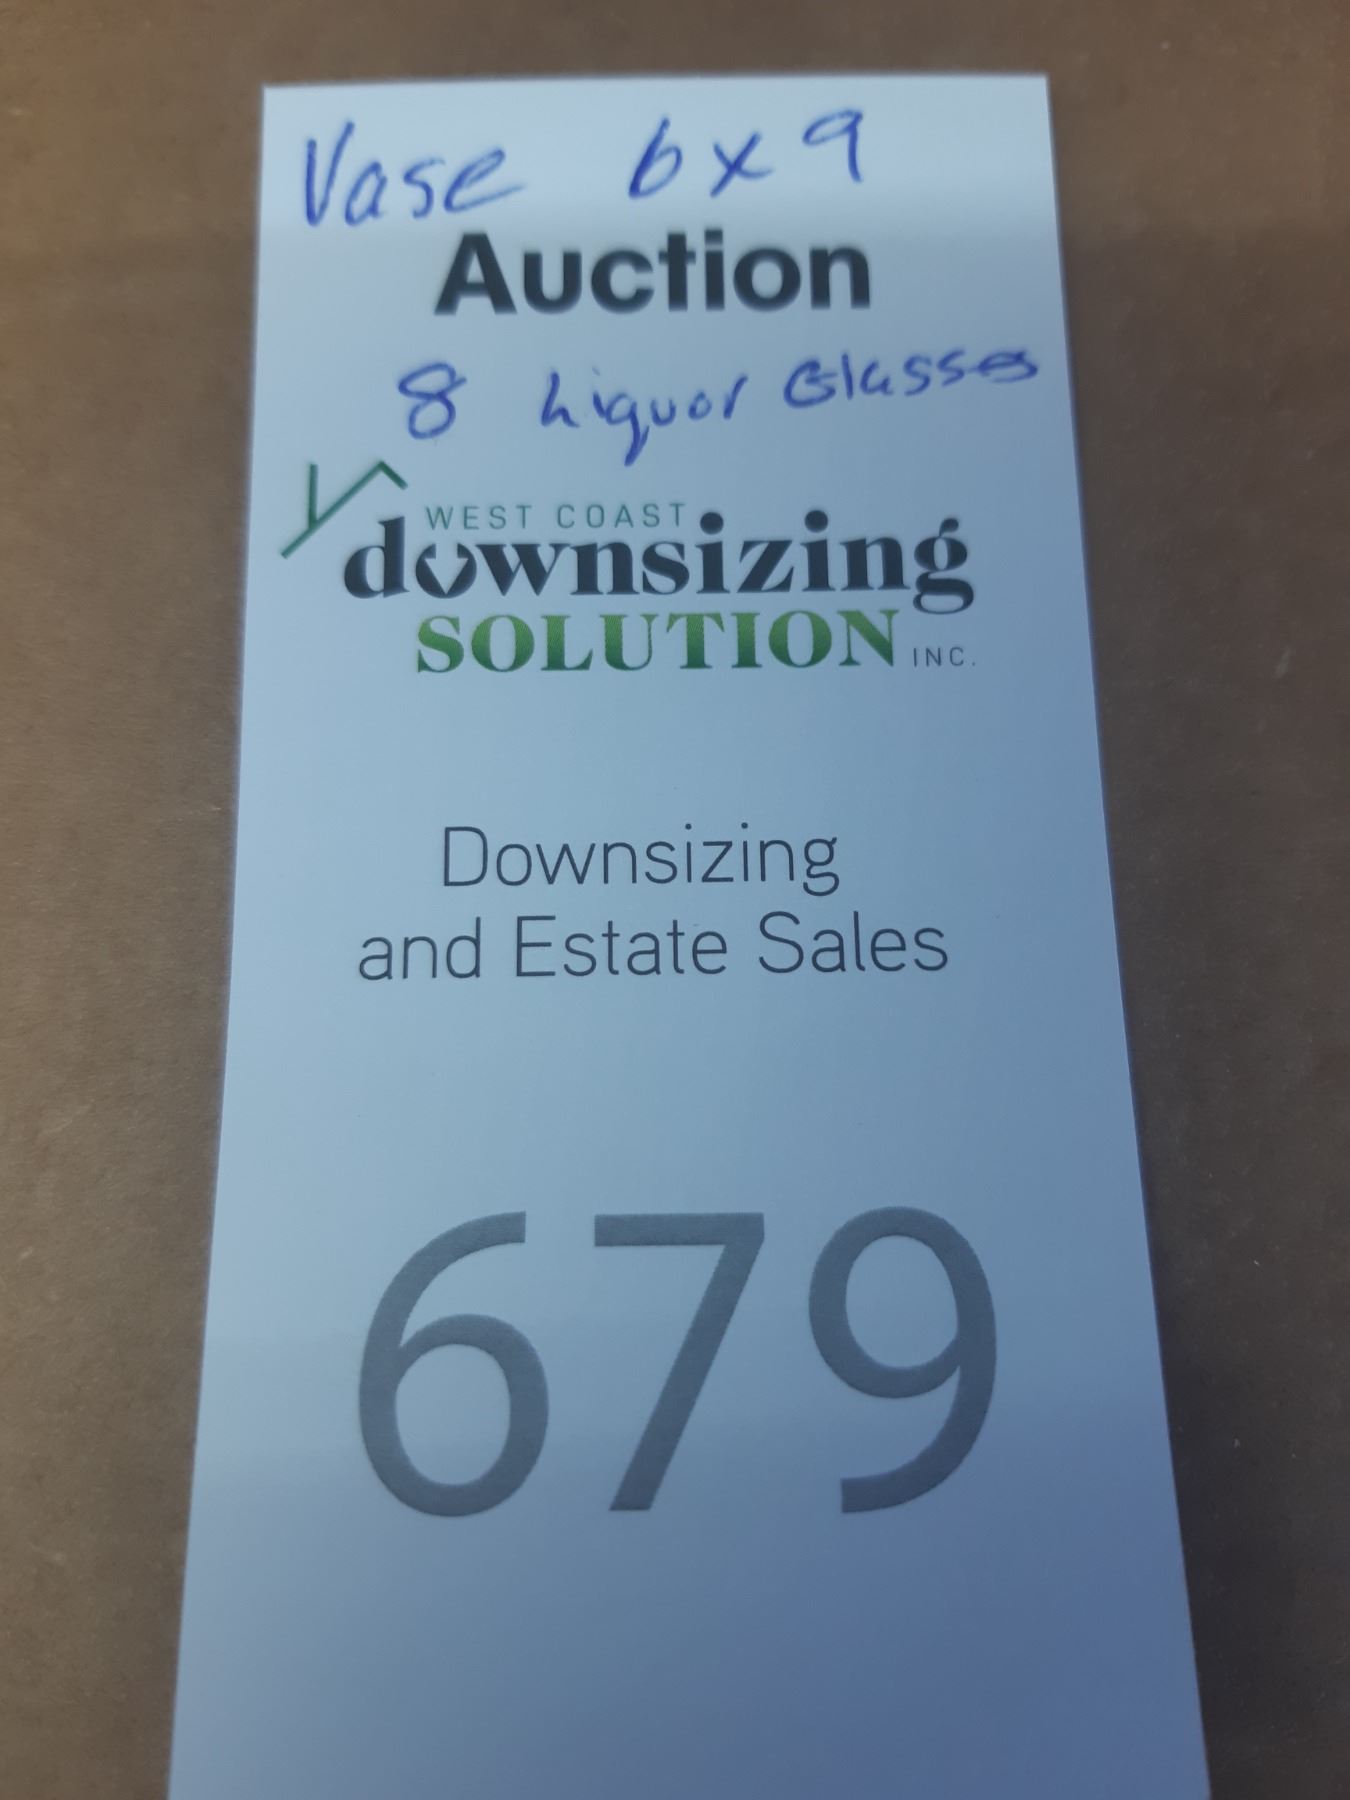 Vase 6x9
Auction
8 Liquor Glasses
WEST COAST
downsizing
SOLUTION INC.
Downsizing
and Estate Sales
679